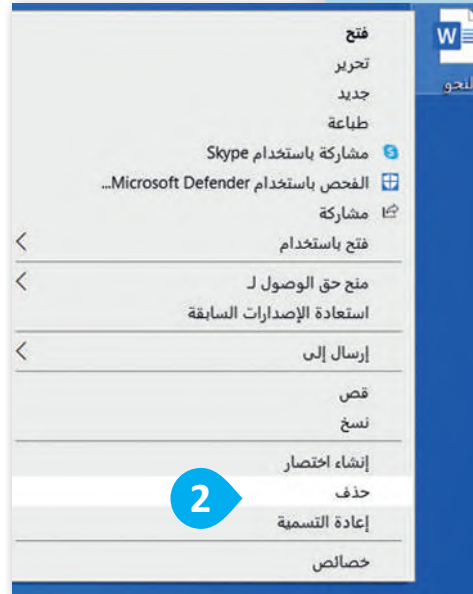 فتح
تحرير
جديد
طباعة
مشاركة باستخدام Skype
الفحص باستخدام Microsoft Defender...
مشاركة
فتح باستخدام
منح حق الوصول لـ
استعادة الإصدارات السابقة
إرسال إلى
قص
نسخ
إنشاء اختصار
حذف
2
إعادة التسمية
خصائص
W